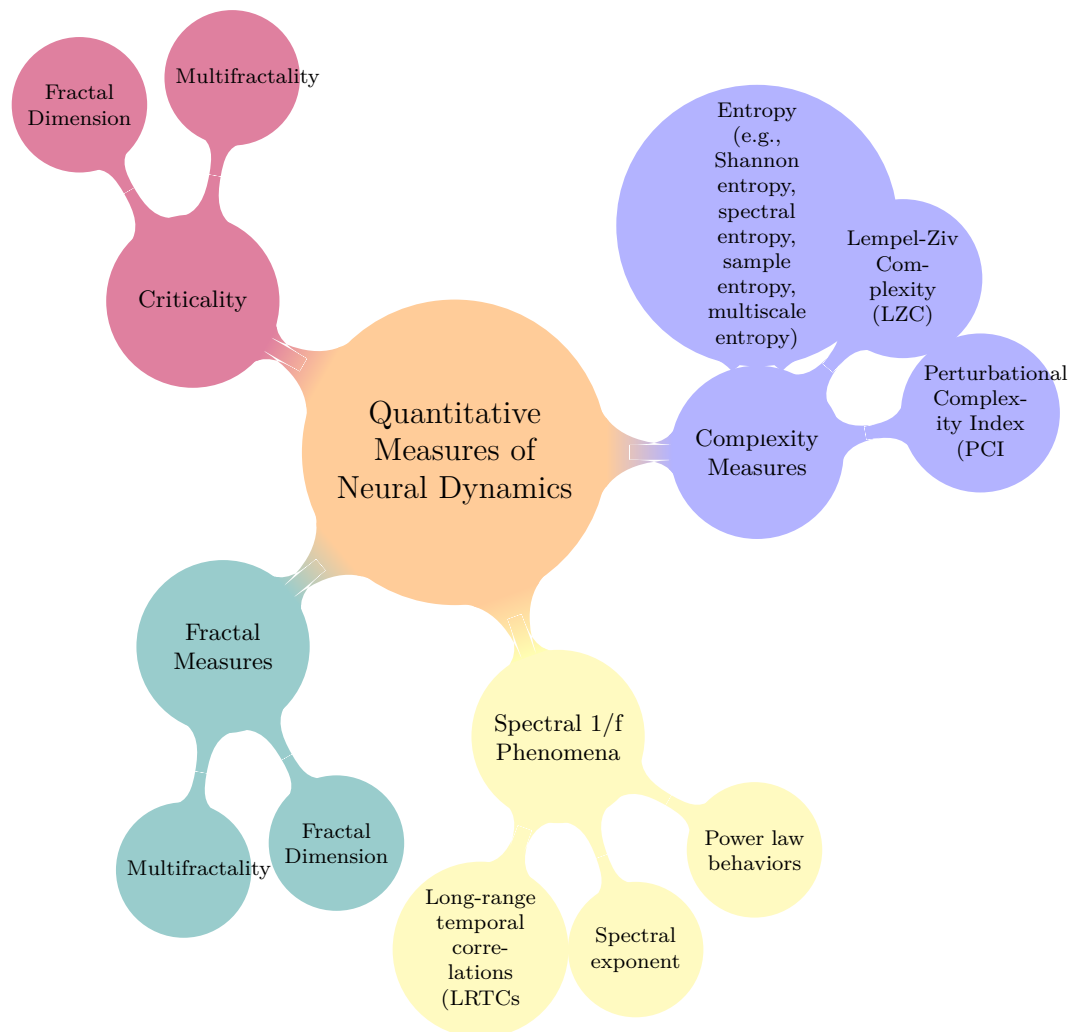 Fractal
Dimension
Multifractality
Criticality
Entropy
(e.g.,
Shannon
entropy,
spectral
entropy,
sample
entropy,
multiscale
entropy)
Lempel-Ziv
Com-
plexity
(LZC)
Perturbational
Complex-
ity Index
(PCI
Complexity
Measures
Quantitative
Measures of
Neural Dynamics
Fractal
Measures
Multifractality
Fractal
Dimension
Spectral 1/f
Phenomena
Power law
behaviors
Long-range
temporal
corre-
lations
(LRTCs
Spectral
exponent